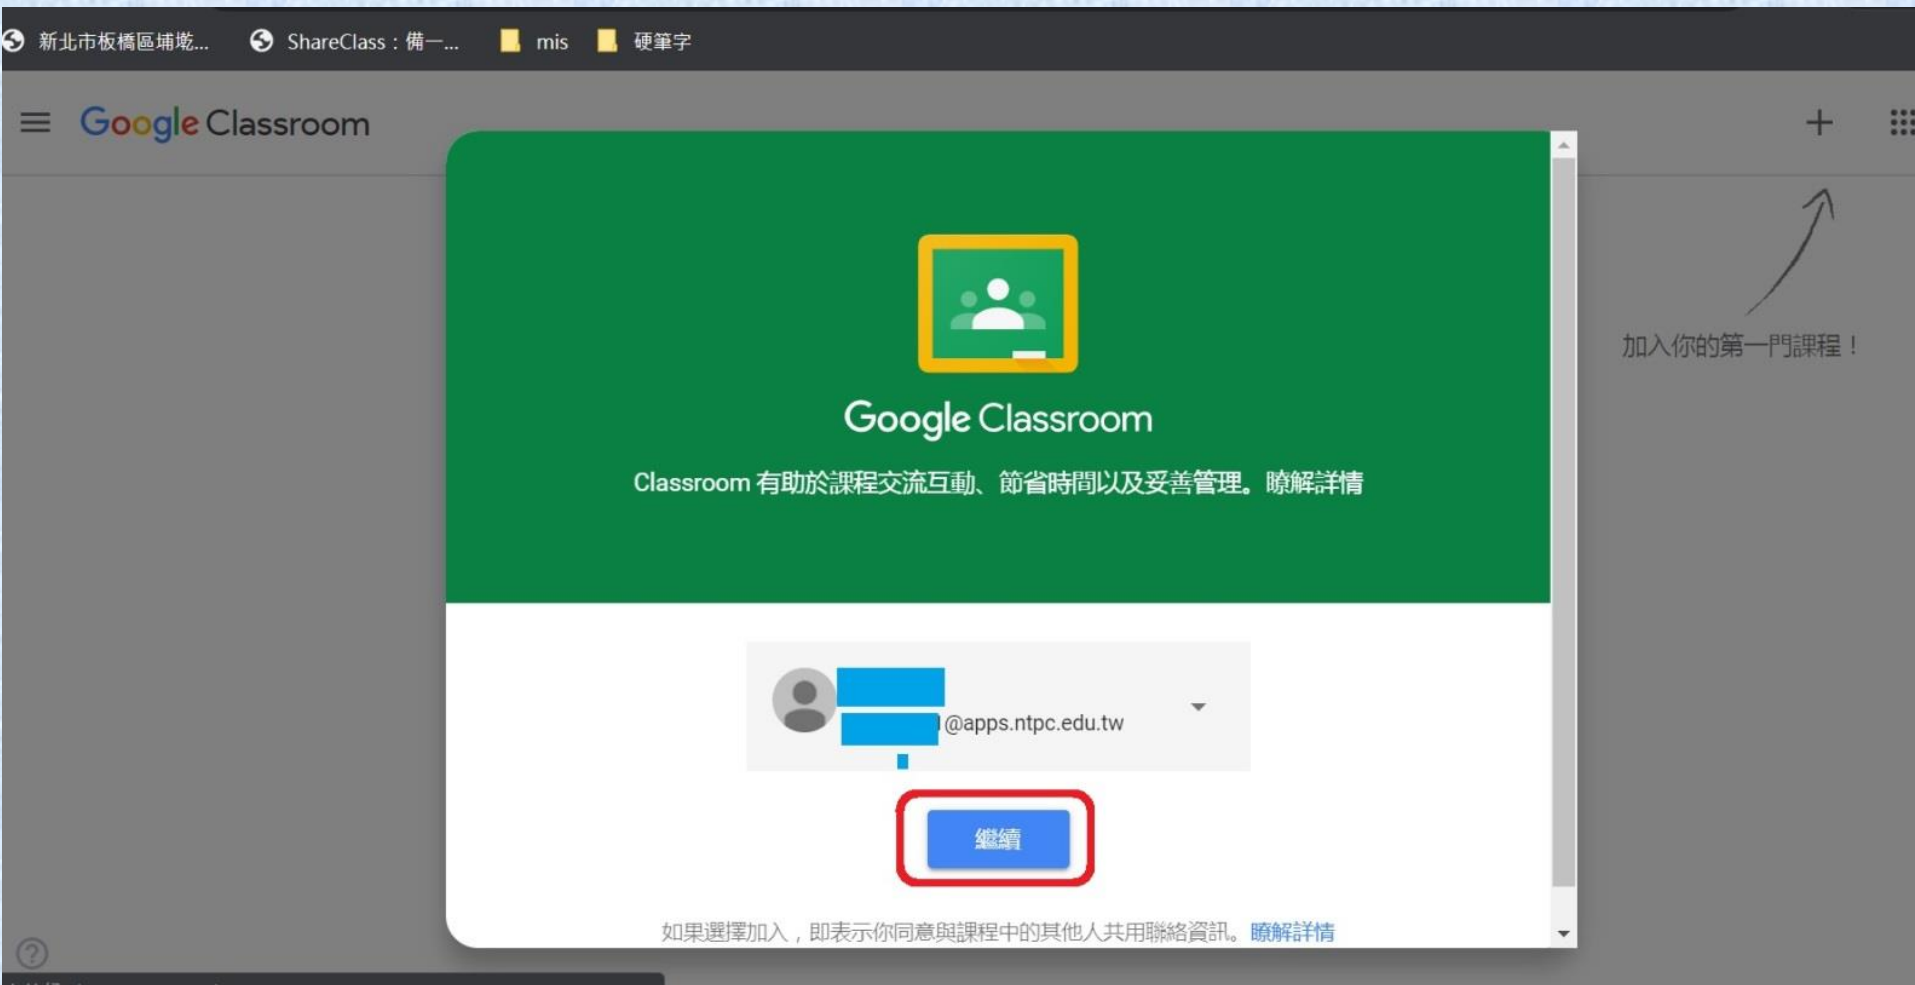 新北市板橋區埔墘... ShareClass：備一... mis 硬筆字
Google Classroom
加入你的第一門課程！
Google Classroom
Classroom 有助於課程交流互動、節省時間以及妥善管理。瞭解詳情
@apps.ntpc.edu.tw
繼續
如果選擇加入，即表示你同意與課程中的其他人共用聯絡資訊。瞭解詳情